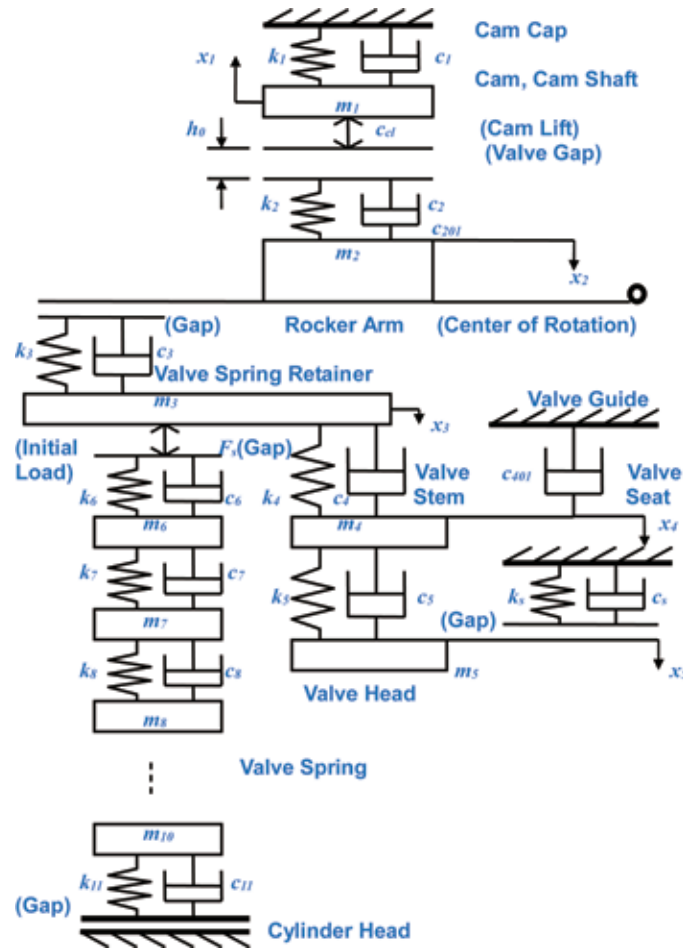 Cam Cap
k1
c1
x1
Cam, Cam Shaft
m1
h0
ccl
(Cam Lift)
(Valve Gap)
k2
c2
c201
m2
x2
(Gap)
Rocker Arm
(Center of Rotation)
k3
c3
Valve Spring Retainer
m3
Valve Guide
x3
(Initial
Load)
Fs(Gap)
k6
c6
k4
c4
Valve
Stem
c401
Valve
Seat
m6
m4
x4
k7
c7
k5
c5
ks
cs
m7
(Gap)
k8
c8
m5
x5
Valve Head
m8
Valve Spring
m10
k11
c11
(Gap)
Cylinder Head